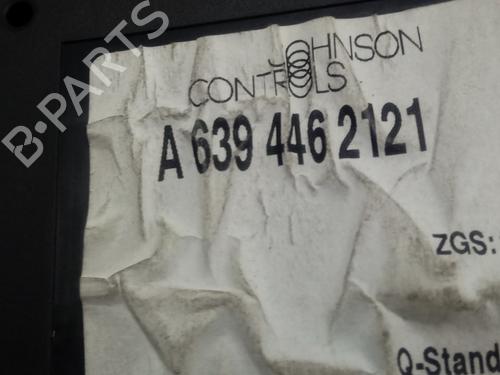 B-PARTS
JOHNSON
CONTROLS
A 639 446 2121
ZGS:
Q-Stand